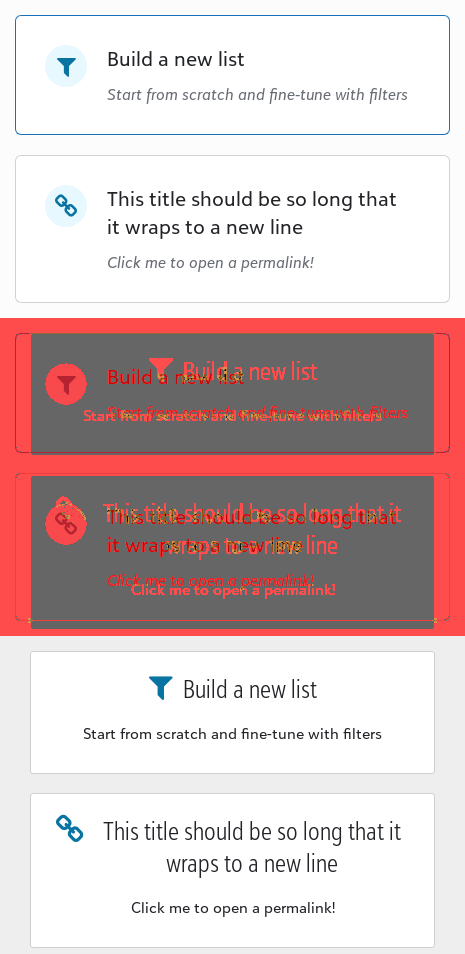 Build a new list
Start from scratch and fine-tune with filters
This title should be so long that
it wraps to a new line
Click me to open a permalink!
Build a new list
Build a new list
Start from scratch and fine-tune with filters
Start from scratch and fine-tune with filters
This title should be so long that it
This title should be so long that
wraps to a new line
it wraps to a new line
Click me to open a permalink!
Click me to open a permalink!
Build a new list
Start from scratch and fine-tune with filters
This title should be so long that it
wraps to a new line
Click me to open a permalink!